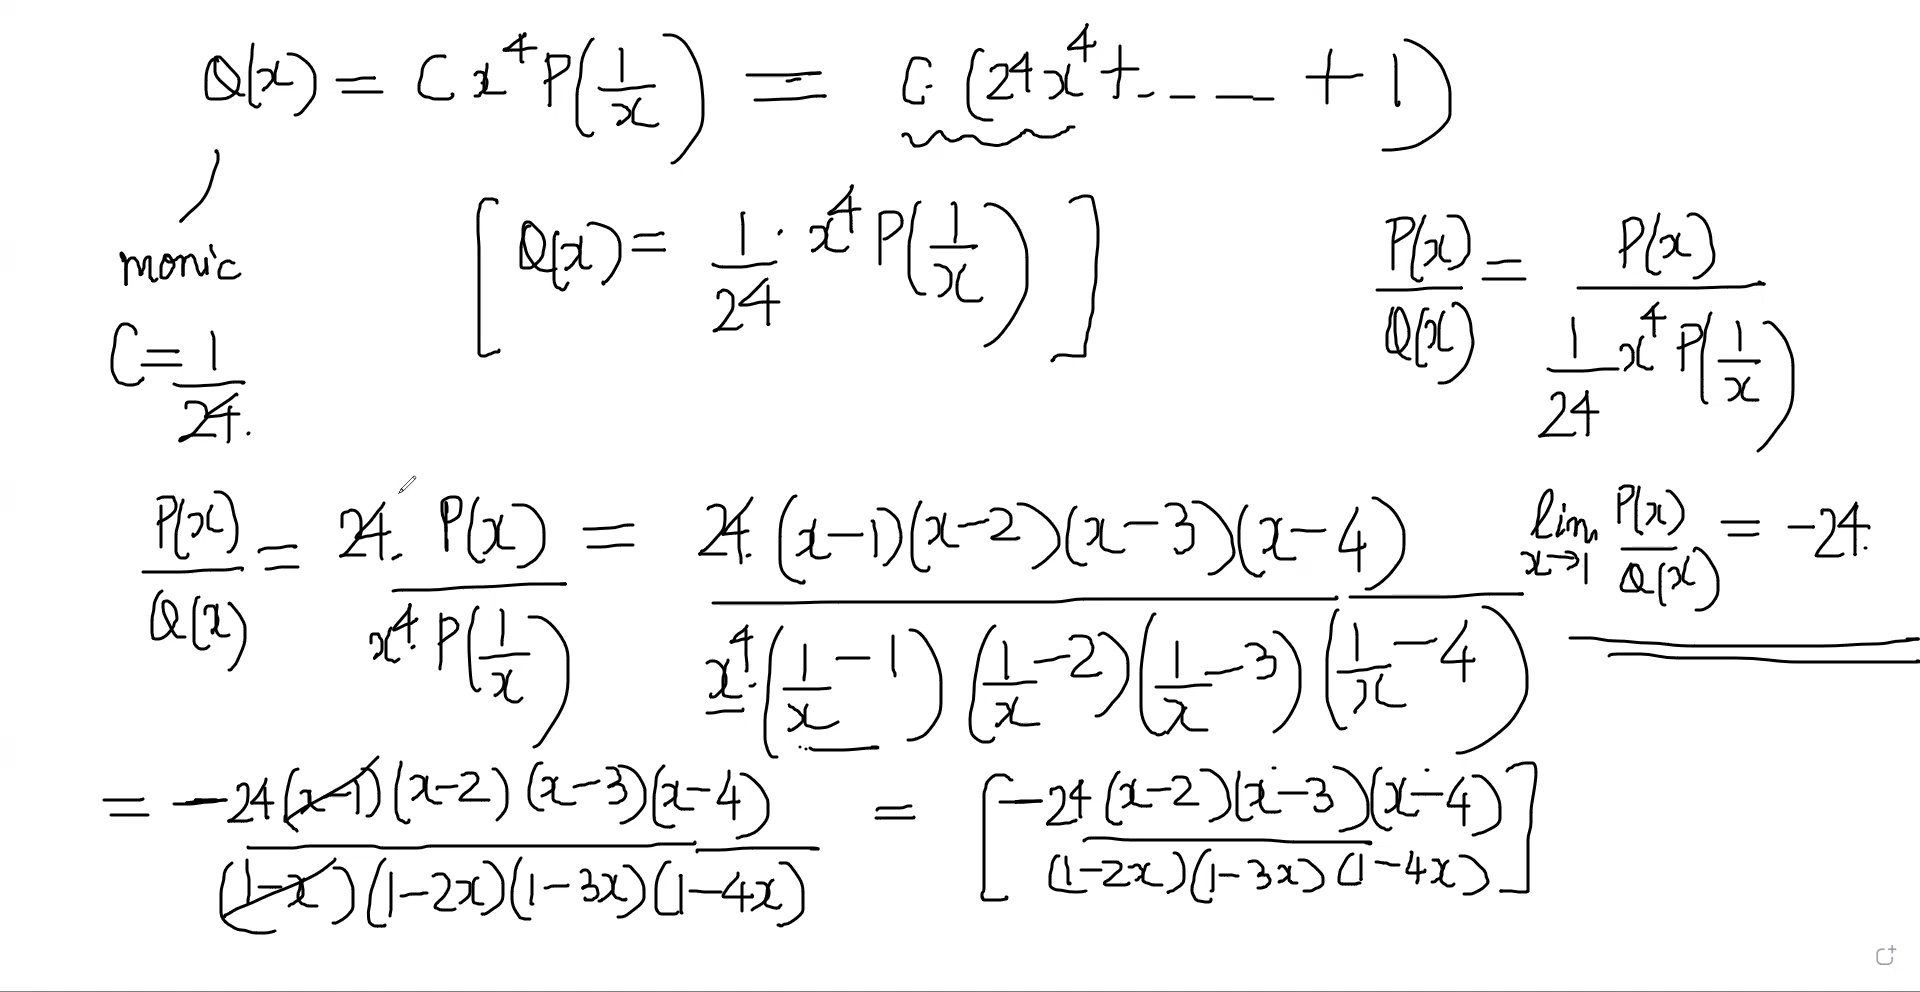 Q(x) = C x^4 P(1/x) = C. (24x^4 + --- + 1)
monic
C = 1/24.
[Q(x) = 1/24 · x^4 P(1/x)]
P(x)/Q(x) = P(x) / (1/24 x^4 P(1/x))
P(x)/Q(x) = 24. P(x) / (x^4. P(1/x)) = 24. (x-1)(x-2)(x-3)(x-4) / (x^4. (1/x - 1)(1/x - 2)(1/x - 3)(1/x - 4))
lim x→1 P(x)/Q(x) = -24.
= -24(x-1)(x-2)(x-3)(x-4) / ((1-x)(1-2x)(1-3x)(1-4x)) = [-24(x-2)(x-3)(x-4) / ((1-2x)(1-3x)(1-4x))]